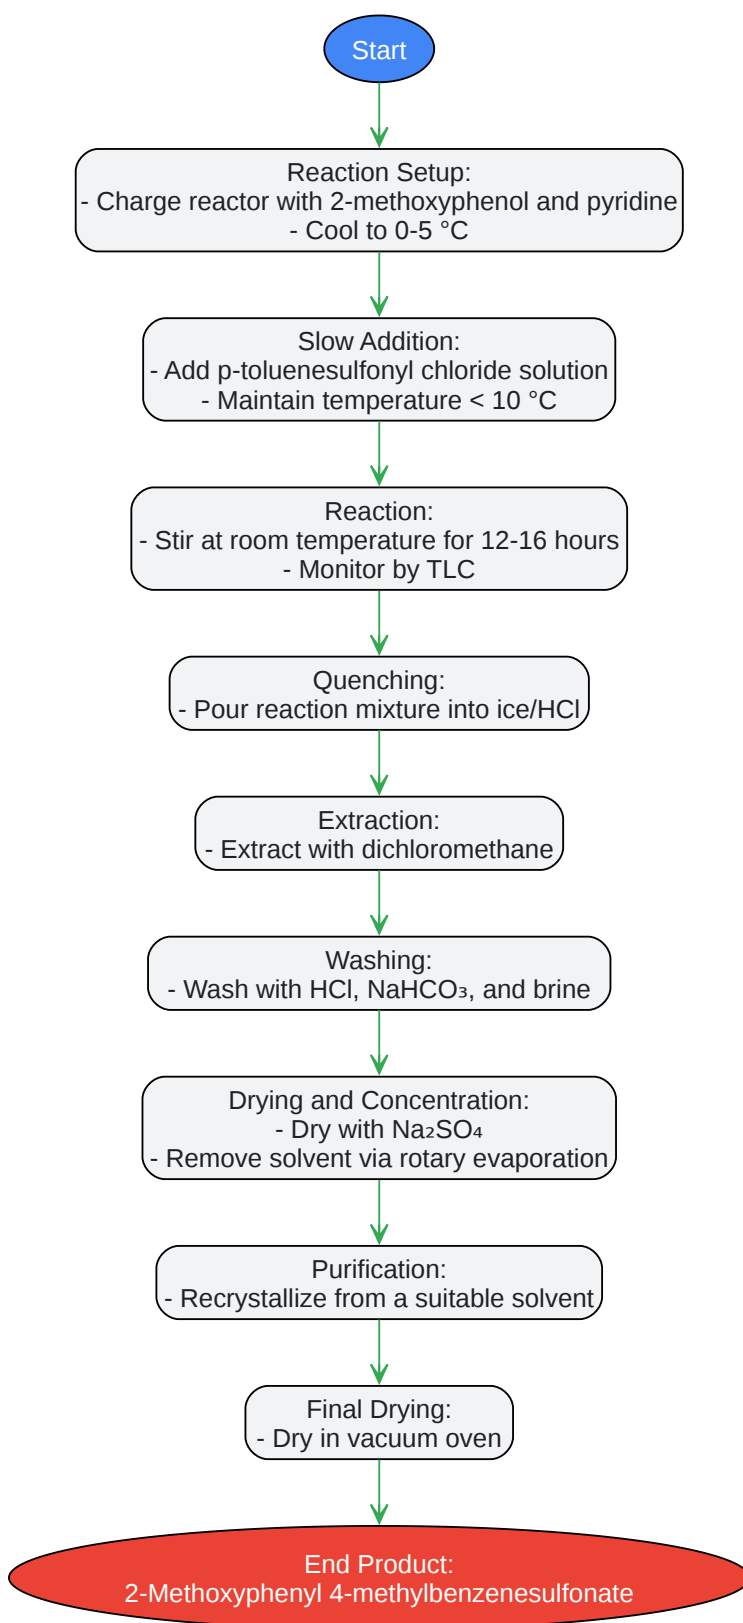 Start
Reaction Setup:
- Charge reactor with 2-methoxyphenol and pyridine
- Cool to 0-5 °C
Slow Addition:
- Add p-toluenesulfonyl chloride solution
- Maintain temperature < 10 °C
Reaction:
- Stir at room temperature for 12-16 hours
- Monitor by TLC
Quenching:
- Pour reaction mixture into ice/HCl
Extraction:
- Extract with dichloromethane
Washing:
- Wash with HCl, NaHCO₃, and brine
Drying and Concentration:
- Dry with Na₂SO₄
- Remove solvent via rotary evaporation
Purification:
- Recrystallize from a suitable solvent
Final Drying:
- Dry in vacuum oven
End Product:
2-Methoxyphenyl 4-methylbenzenesulfonate